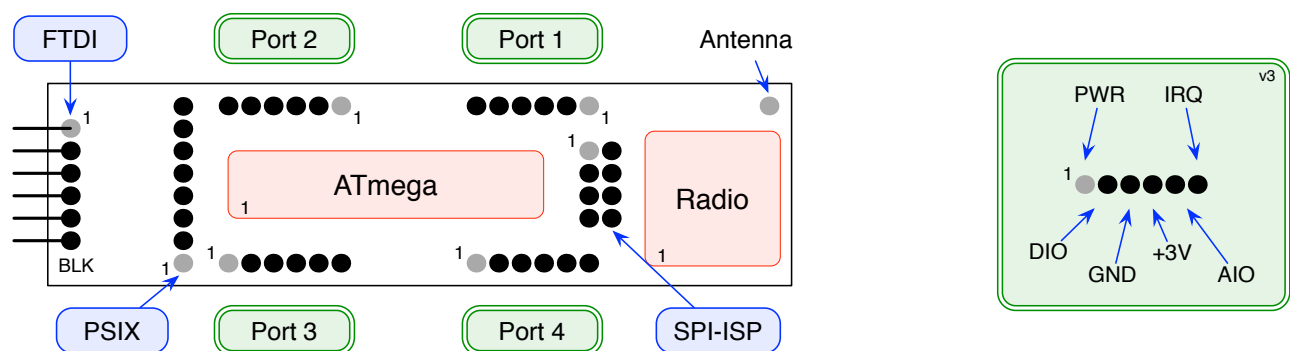 FTDI
Port 2
Port 1
Antenna
1
1
1
1
ATmega
1
Radio
1
BLK
1
1
1
PSIX
Port 3
Port 4
SPI-ISP
v3
PWR
IRQ
1
DIO
GND
+3V
AIO